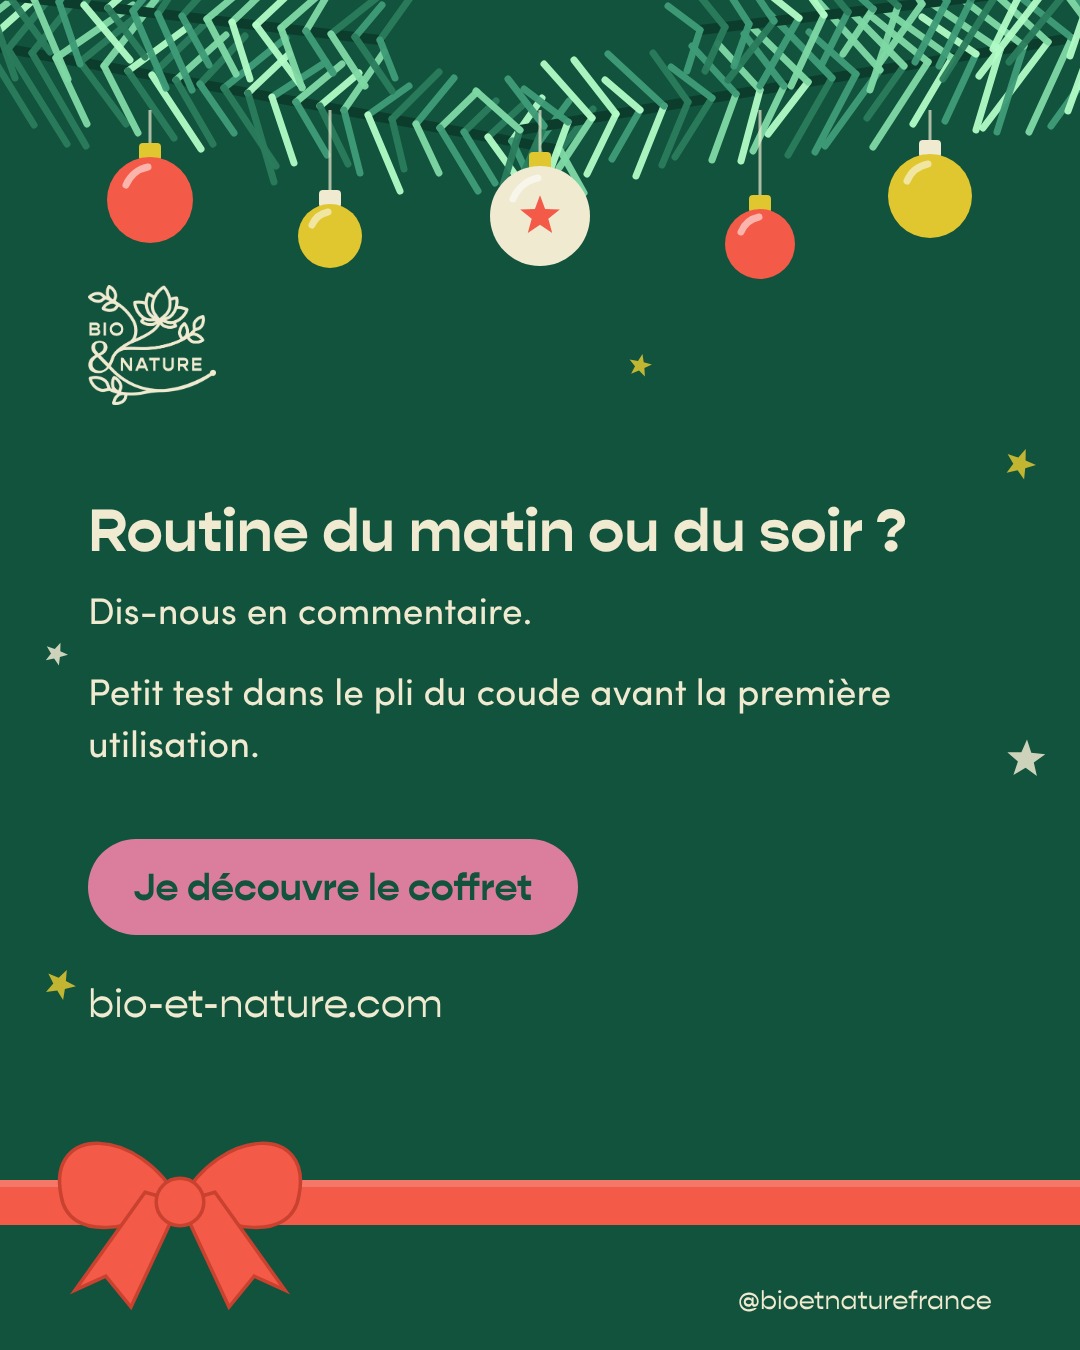 BIO
& NATURE
Routine du matin ou du soir ?
Dis-nous en commentaire.
Petit test dans le pli du coude avant la première
utilisation.
Je découvre le coffret
bio-et-nature.com
@bioetnaturefrance